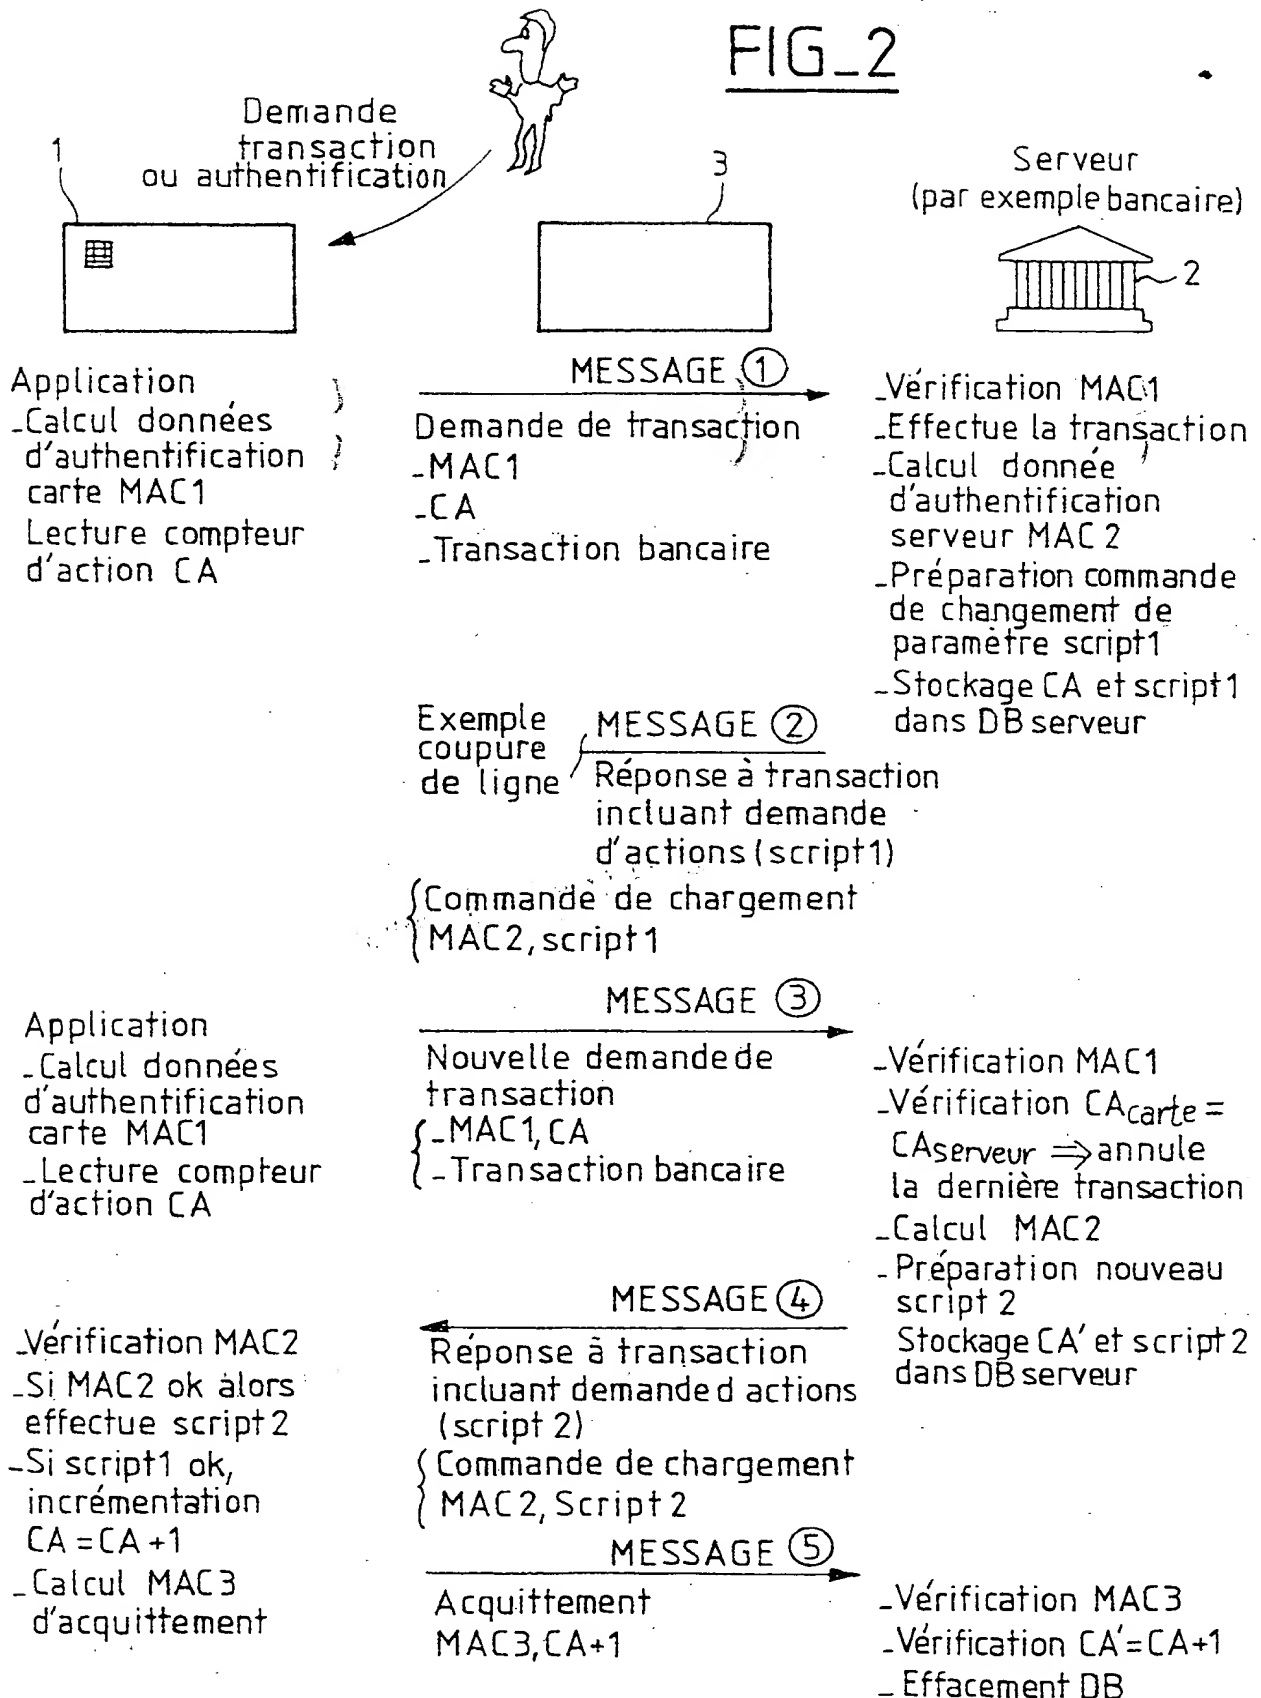 FIG_2
Demande
transaction
ou authentification
1
3
Serveur
(par exemple bancaire)
2
Application
_Calcul données
d'authentification
carte MAC1
Lecture compteur
d'action CA
MESSAGE 1
Demande de transaction
_MAC1
_CA
_Transaction bancaire
_Vérification MAC1
_Effectue la transaction
_Calcul donnée
d'authentification
serveur MAC 2
_Préparation commande
de changement de
paramètre script1
_Stockage CA et script1
dans DB serveur
Exemple
coupure
de ligne
MESSAGE 2
Réponse à transaction
incluant demande
d'actions (script1)
Commande de chargement
MAC2, script1
Application
_Calcul données
d'authentification
carte MAC1
_Lecture compteur
d'action CA
MESSAGE 3
Nouvelle demande de
transaction
_MAC1, CA
_Transaction bancaire
_Vérification MAC1
_Vérification CAcarte =
CAserveur ⇒ annule
la dernière transaction
_Calcul MAC2
_Préparation nouveau
script 2
Stockage CA' et script 2
dans DB serveur
MESSAGE 4
Réponse à transaction
incluant demande d actions
(script 2)
Commande de chargement
MAC2, Script 2
_Vérification MAC2
_Si MAC2 ok alors
effectue script 2
_Si script1 ok,
incrémentation
CA = CA +1
_Calcul MAC3
d'acquittement
MESSAGE 5
Acquittement
MAC3, CA+1
_Vérification MAC3
_Vérification CA' = CA+1
_Effacement DB